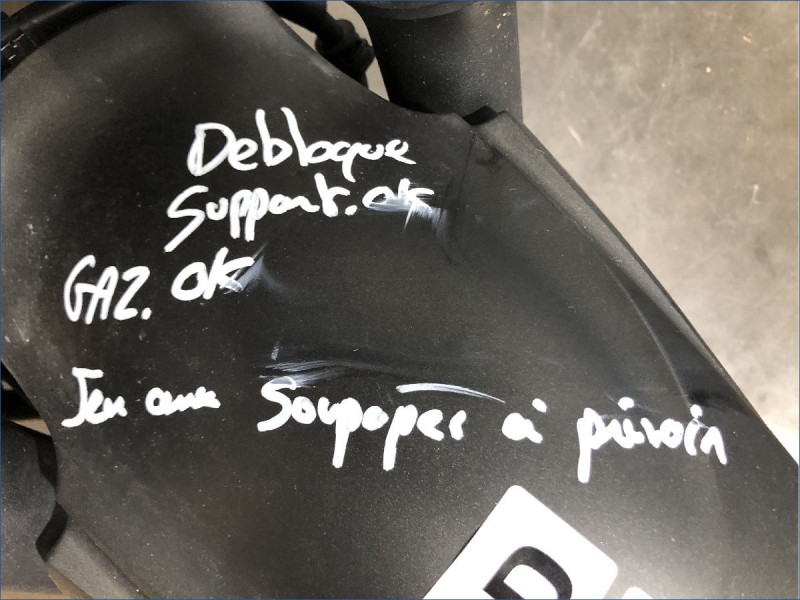 Debloque
Support. OK
GAZ. OK
Jeu aux Soupapes à prévoir
D